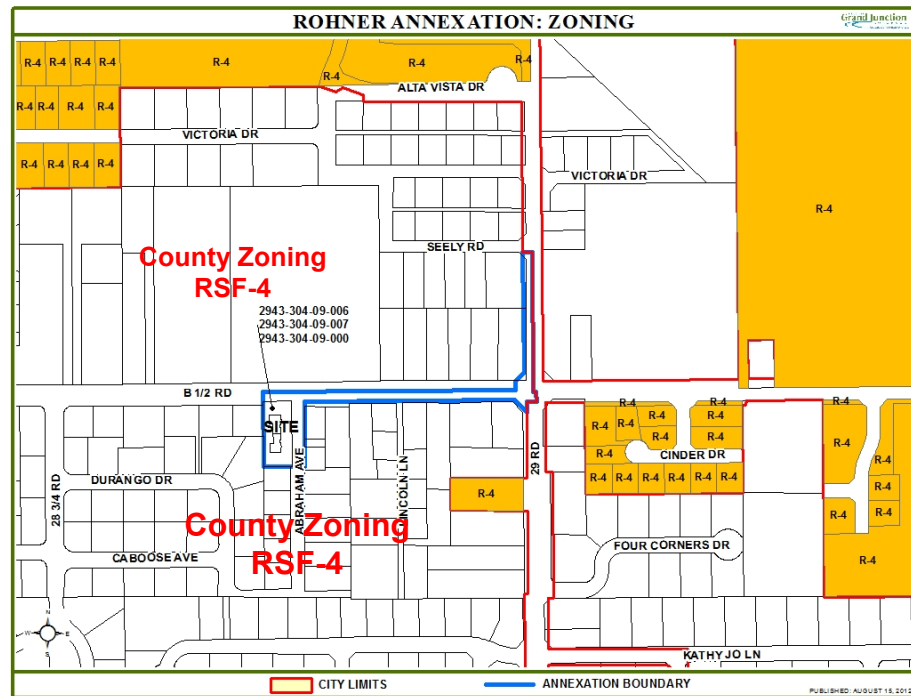 ROHNER ANNEXATION: ZONING
Grand Junction
R-4 R-4 R-4 R-4
R-4
R-4
R-4
R-4
ALTA VISTA DR
R-4 R-4 R-4 R-4
VICTORIA DR
R-4 R-4 R-4 R-4
VICTORIA DR
R-4
SEELY RD
County Zoning
RSF-4
2943-304-09-006
2943-304-09-007
2943-304-09-000
B 1/2 RD
SITE
R-4
R-4
R-4
R-4
R-4
R-4
R-4
R-4
R-4
R-4
R-4
CINDER DR
R-4
R-4 R-4 R-4 R-4 R-4 R-4
28 3/4 RD
DURANGO DR
ABRAHAM AVE
LINCOLN LN
29 RD
R-4
R-4
R-4
R-4
County Zoning
RSF-4
CABOOSE AVE
FOUR CORNERS DR
R-4
KATHY JO LN
N
W E
S
CITY LIMITS
ANNEXATION BOUNDARY
PUBLISHED: AUGUST 15, 2012